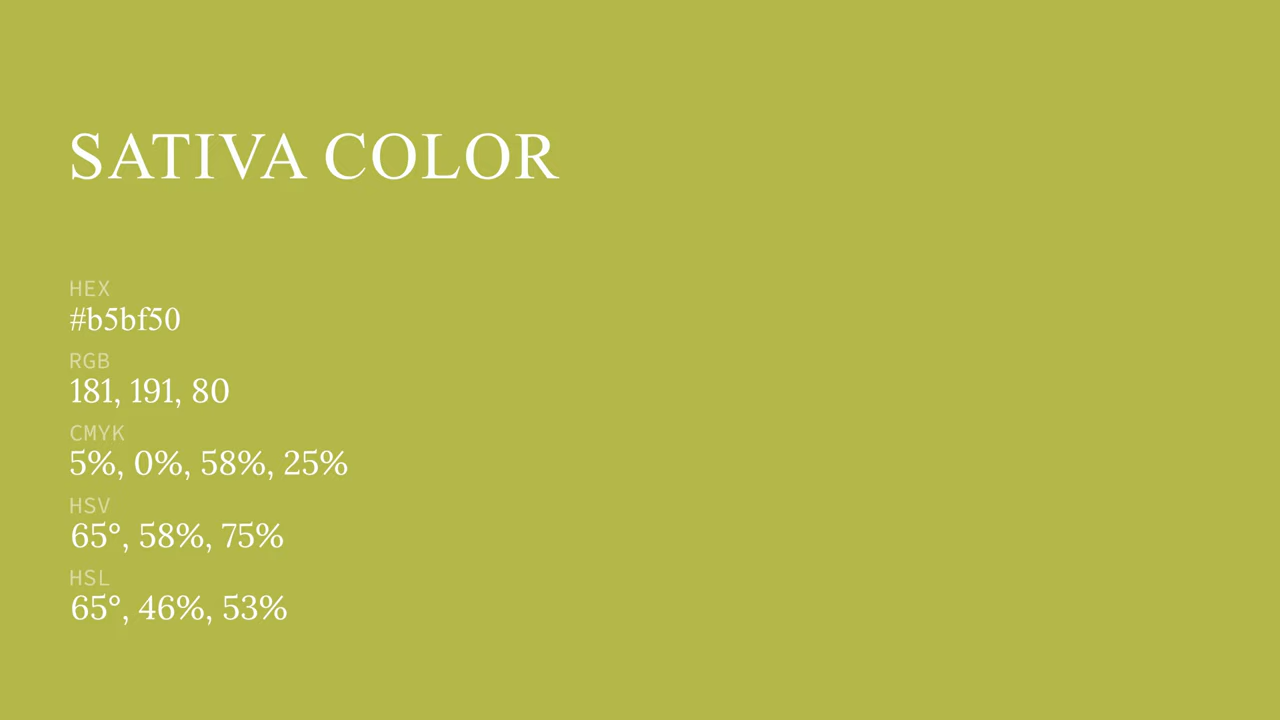 SATIVA COLOR
HEX
#b5bf50
RGB
181, 191, 80
CMYK
5%, 0%, 58%, 25%
HSV
65°, 58%, 75%
HSL
65°, 46%, 53%